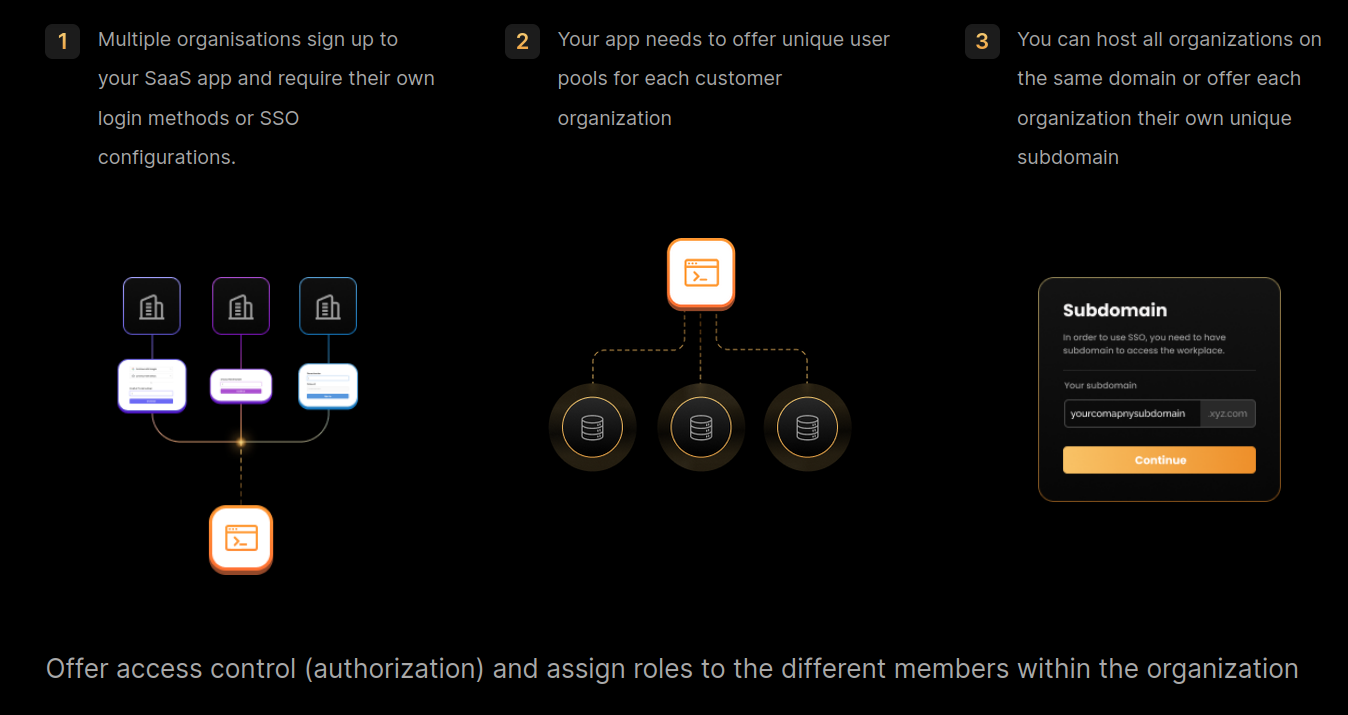 1
Multiple organisations sign up to
your SaaS app and require their own
login methods or SSO
configurations.
2
Your app needs to offer unique user
pools for each customer
organization
3
You can host all organizations on
the same domain or offer each
organization their own unique
subdomain
Subdomain
In order to use SSO, you need to have
subdomain to access the workplace.
Your subdomain
yourcomapnysubdomain
.xyz.com
Continue
Offer access control (authorization) and assign roles to the different members within the organization